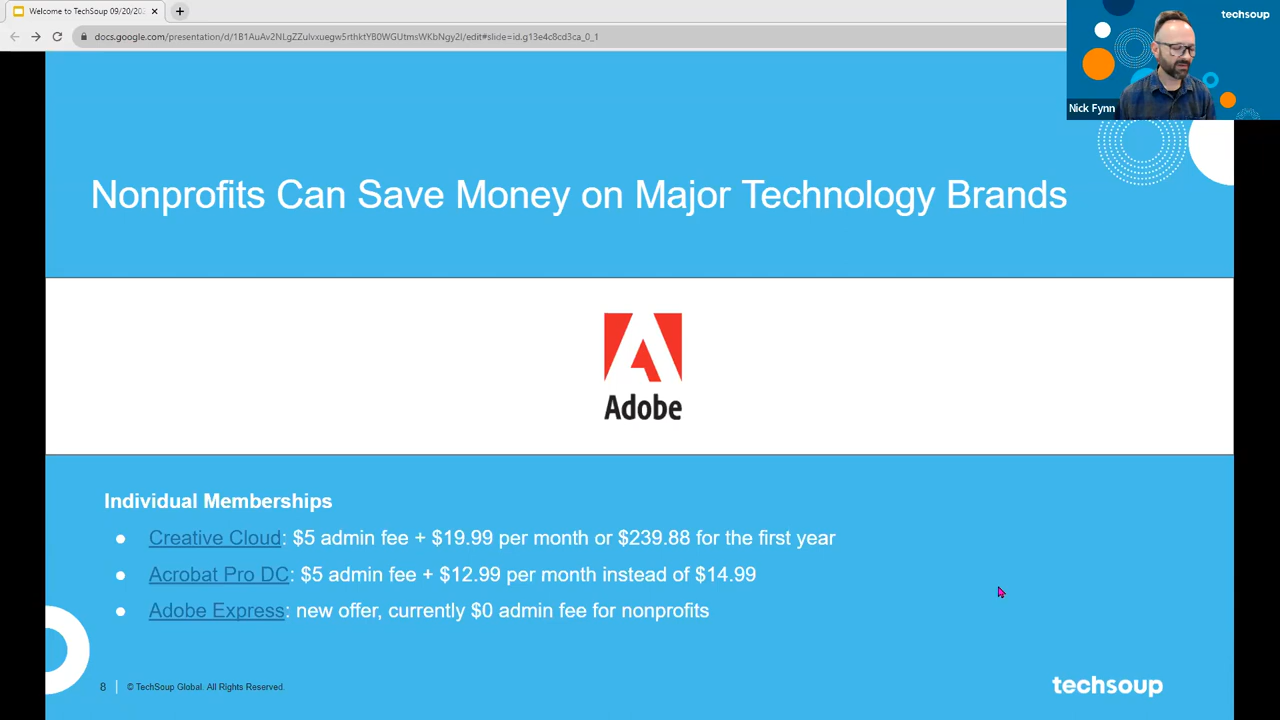 Welcome to TechSoup 09/20/20
docs.google.com/presentation/d/1B1AuAv2NLgZZulvxuegw5rthktYB0WGUtmsWKbNgy2I/edit#slide=id.g13e4c8cd3ca_0_1
techsoup
Nick Fynn
Nonprofits Can Save Money on Major Technology Brands
Adobe
Individual Memberships
● Creative Cloud: $5 admin fee + $19.99 per month or $239.88 for the first year
● Acrobat Pro DC: $5 admin fee + $12.99 per month instead of $14.99
● Adobe Express: new offer, currently $0 admin fee for nonprofits
8 | © TechSoup Global. All Rights Reserved.
techsoup